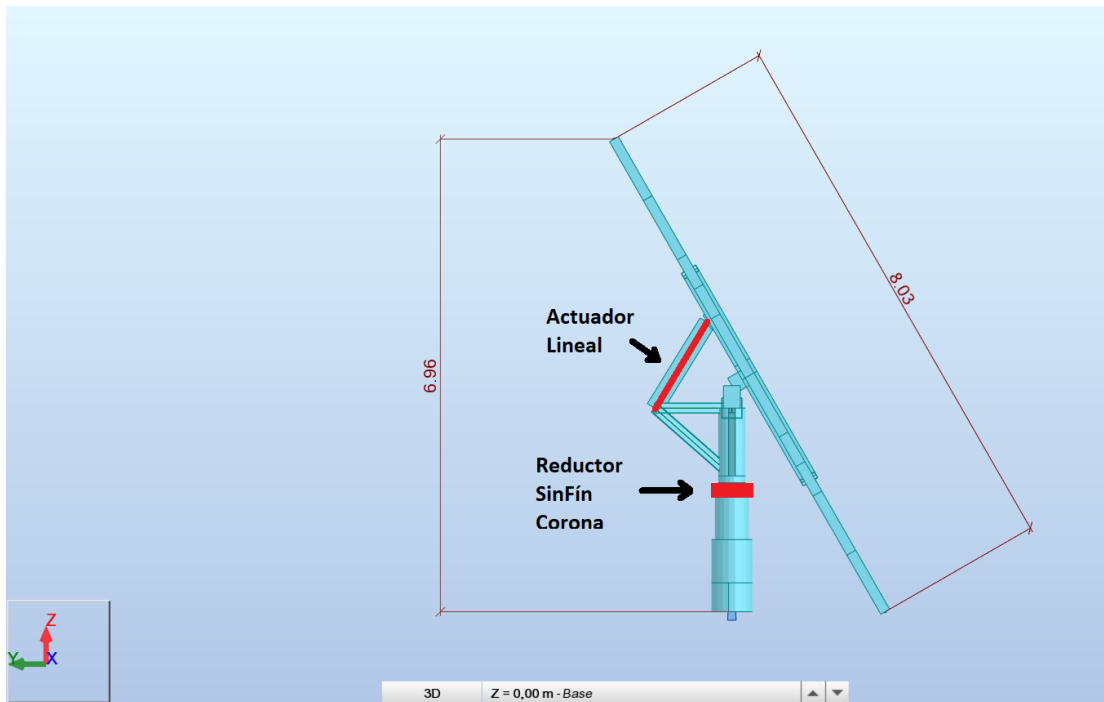 8.03
Actuador
Lineal
6.96
Reductor
SinFín
Corona
Z
Y X
3D Z = 0,00 m - Base